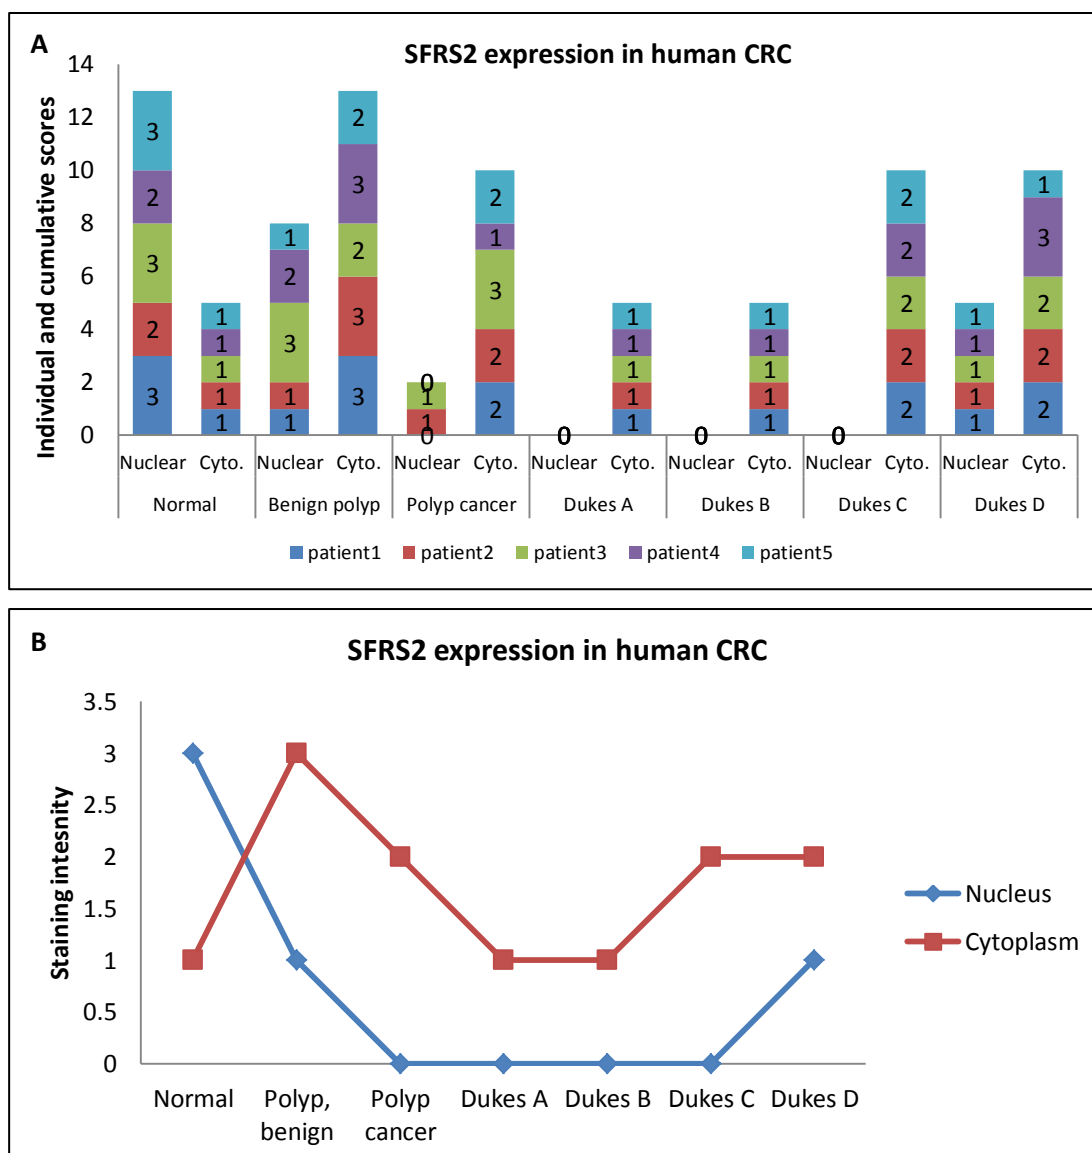 A
SFRS2 expression in human CRC
Individual and cumulative scores
14
12
10
8
6
4
2
0
3 2 3 2 3
1 1 1 1 1
1 2 3 1 1
2 3 2 3 3
0 1 0
2 1 3 2 2
0
1 1 1 1 1
0
1 1 1 1 1
0
2 2 2 2 2
1 1 1 1 1
1 3 2 2 2
Nuclear Cyto. Nuclear Cyto. Nuclear Cyto. Nuclear Cyto. Nuclear Cyto. Nuclear Cyto. Nuclear Cyto.
Normal Benign polyp Polyp cancer Dukes A Dukes B Dukes C Dukes D
patient1 patient2 patient3 patient4 patient5
B
SFRS2 expression in human CRC
Staining intesnity
3.5
3
2.5
2
1.5
1
0.5
0
Nucleus
Cytoplasm
Normal Polyp, Polyp Dukes A Dukes B Dukes C Dukes D
benign cancer